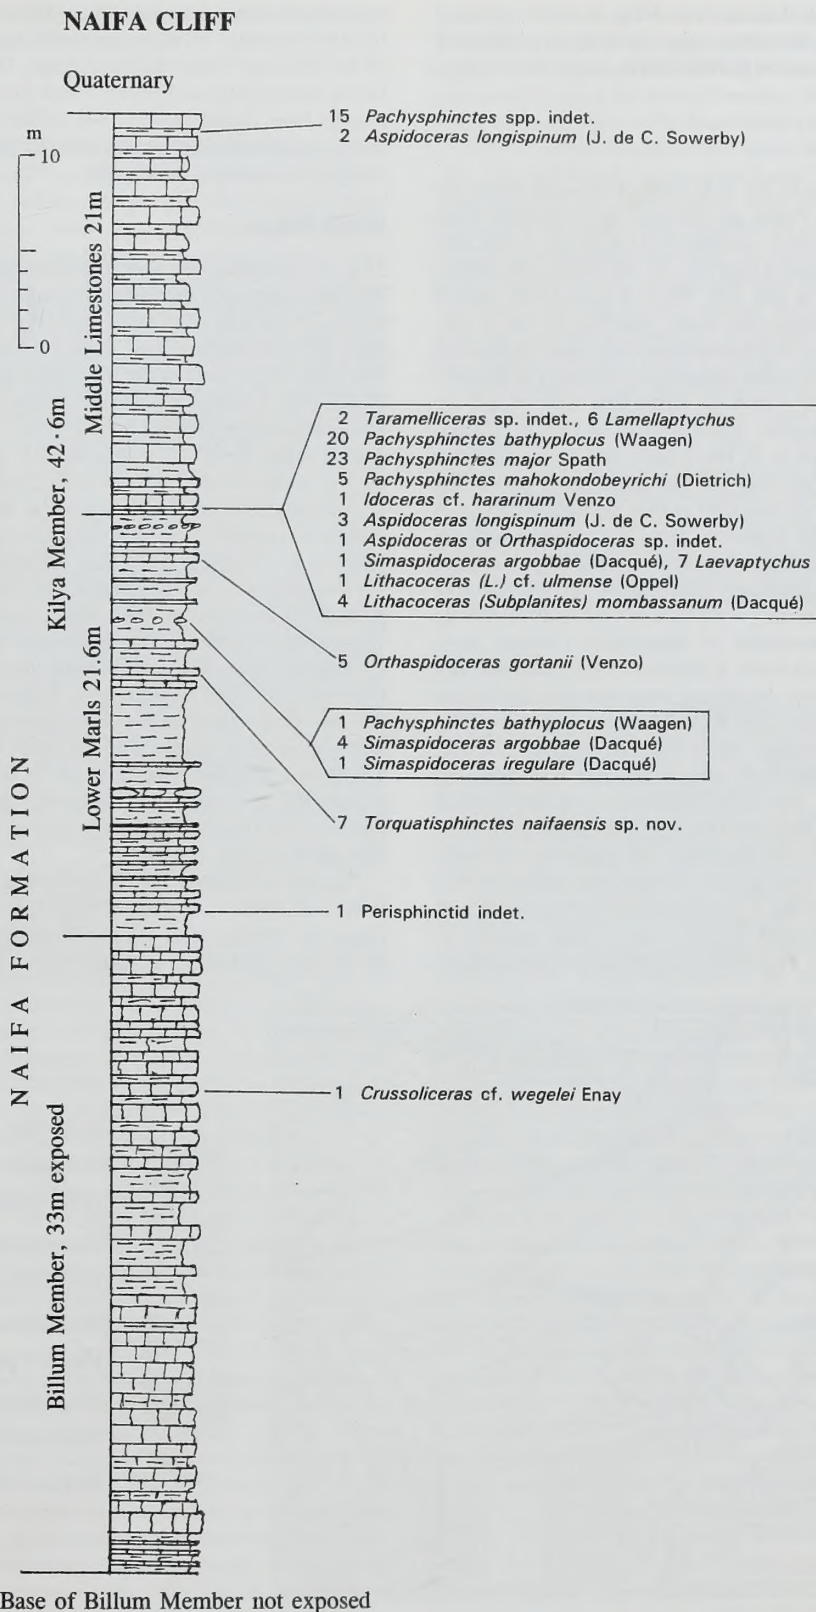 NAIFA CLIFF
Quaternary
m
10
0
15 Pachysphinctes spp. indet.
2 Aspidoceras longispinum (J. de C. Sowerby)
Middle Limestones 21m
Kilya Member, 42·6m
2 Taramelliceras sp. indet., 6 Lamellaptychus
20 Pachysphinctes bathyplocus (Waagen)
23 Pachysphinctes major Spath
5 Pachysphinctes mahokondobeyrichi (Dietrich)
1 Idoceras cf. hararinum Venzo
3 Aspidoceras longispinum (J. de C. Sowerby)
1 Aspidoceras or Orthaspidoceras sp. indet.
1 Simaspidoceras argobbae (Dacqué), 7 Laevaptychus
1 Lithacoceras (L.) cf. ulmense (Oppel)
4 Lithacoceras (Subplanites) mombassanum (Dacqué)
Lower Marls 21.6m
5 Orthaspidoceras gortanii (Venzo)
1 Pachysphinctes bathyplocus (Waagen)
4 Simaspidoceras argobbae (Dacqué)
1 Simaspidoceras iregulare (Dacqué)
7 Torquatisphinctes naifaensis sp. nov.
NAIFA FORMATION
1 Perisphinctid indet.
1 Crussoliceras cf. wegelei Enay
Billum Member, 33m exposed
Base of Billum Member not exposed